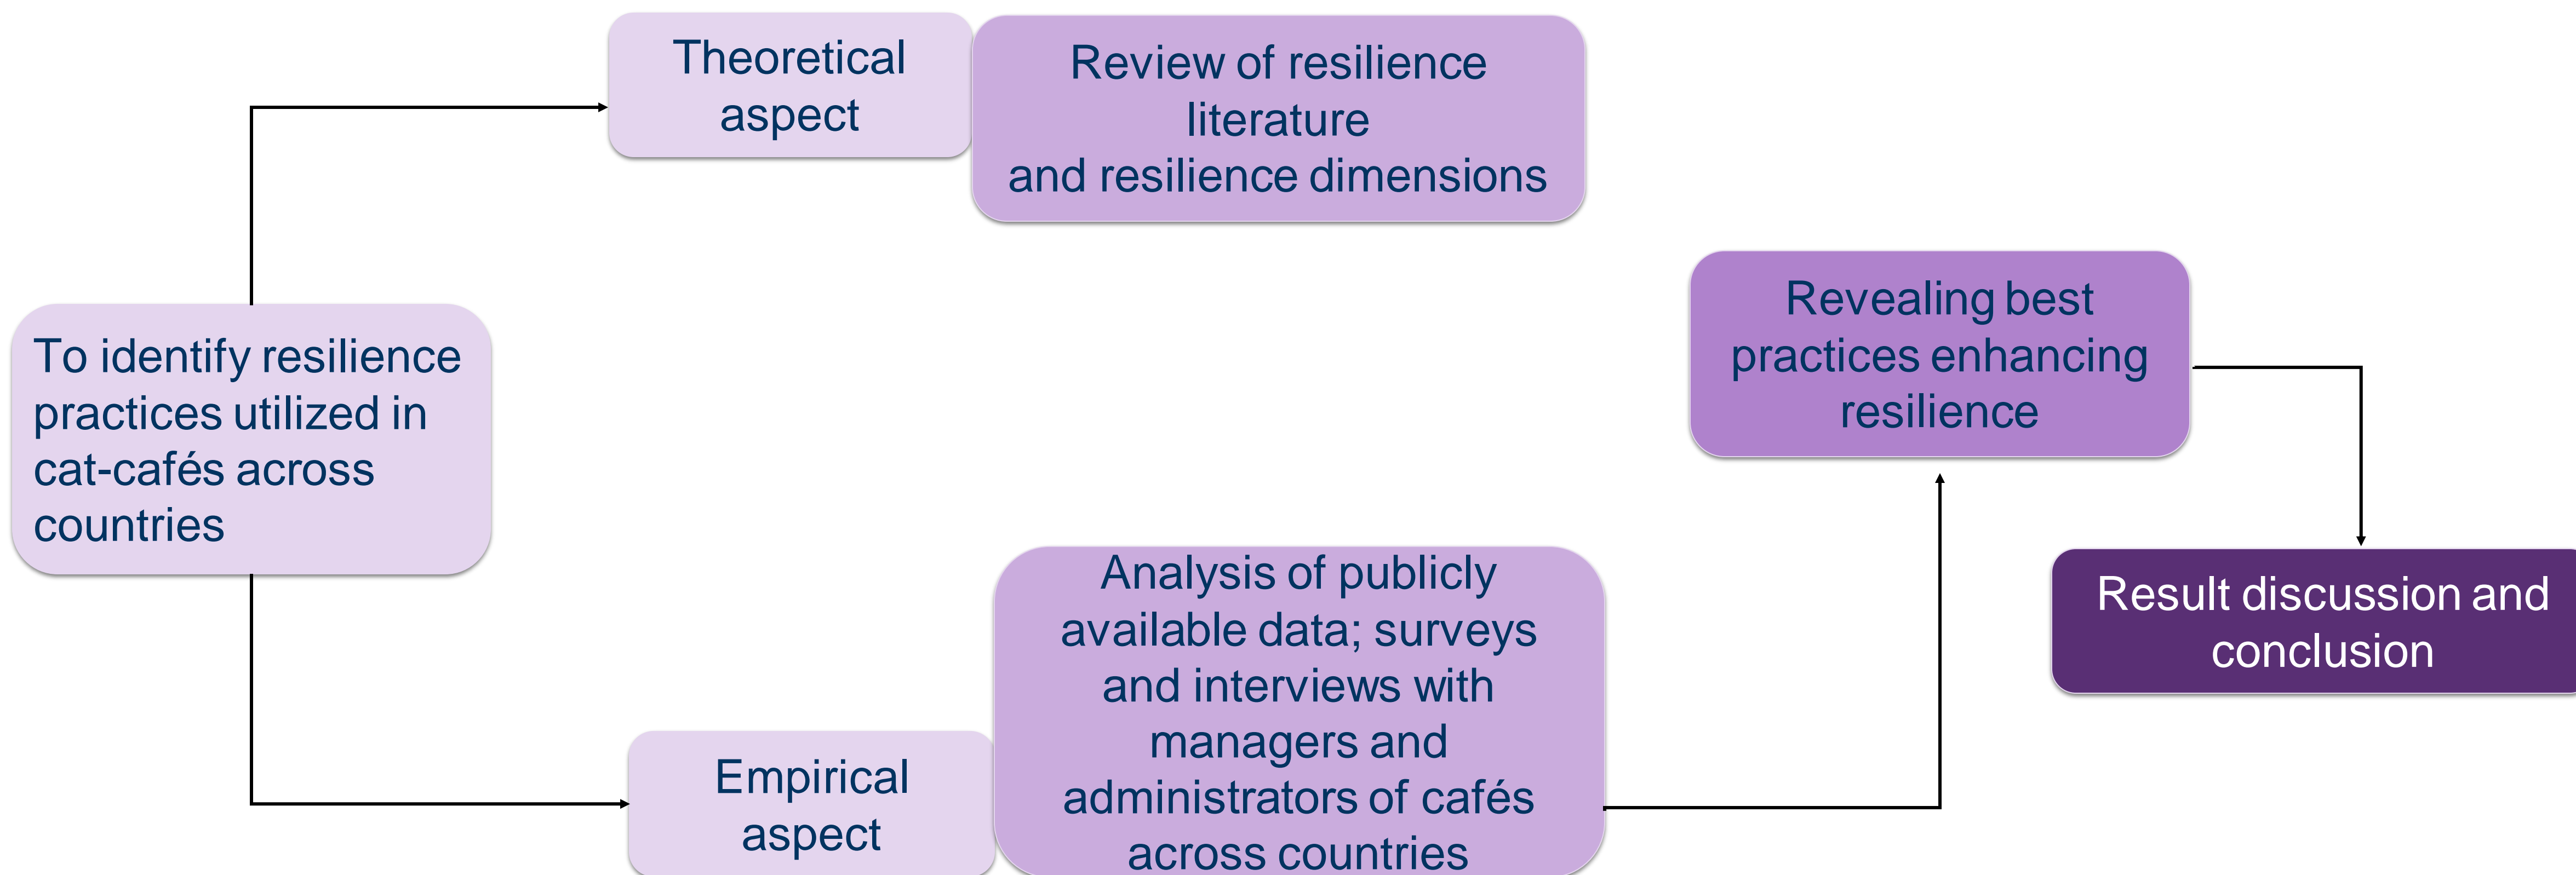 Theoretical
aspect
Review of resilience
literature
and resilience dimensions
To identify resilience
practices utilized in
cat-cafés across
countries
Empirical
aspect
Analysis of publicly
available data; surveys
and interviews with
managers and
administrators of cafés
across countries
Revealing best
practices enhancing
resilience
Result discussion and
conclusion